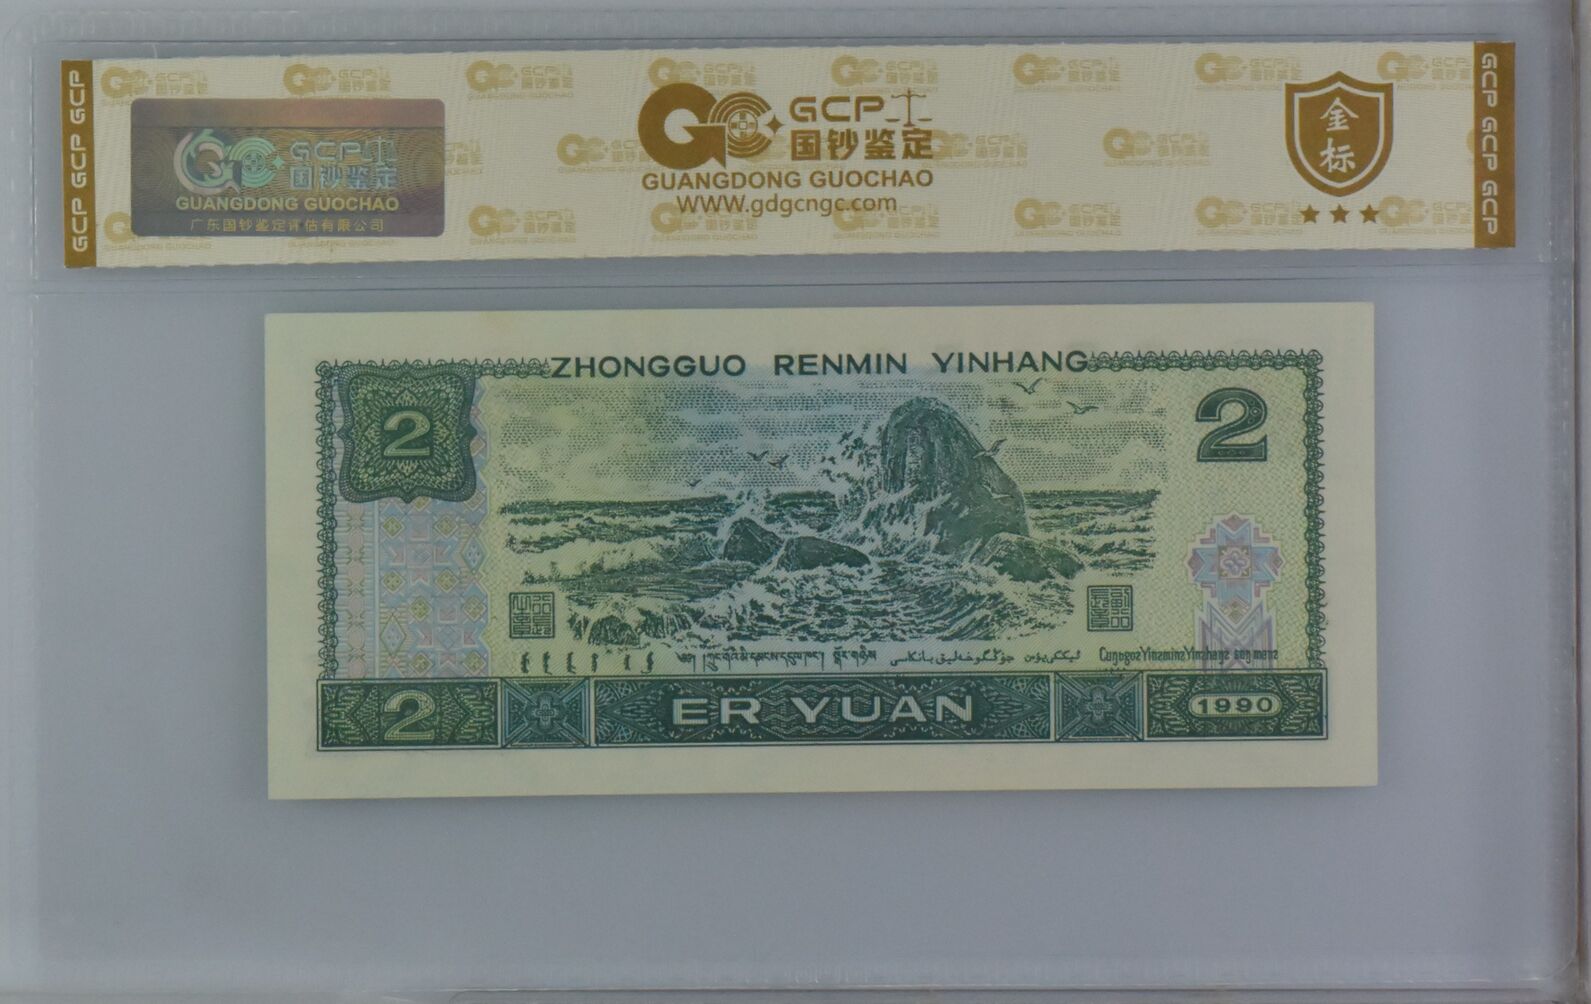 GCP GCP GCP
GCP
国钞鉴定
GUANGDONG GUOCHAO
广东国钞鉴定评估有限公司
GCP
国钞鉴定
GUANGDONG GUOCHAO
WWW.gdgcngc.com
金
标
GCP GCP GCP
ZHONGGUO RENMIN YINHANG
2
2
2
ER YUAN
1990